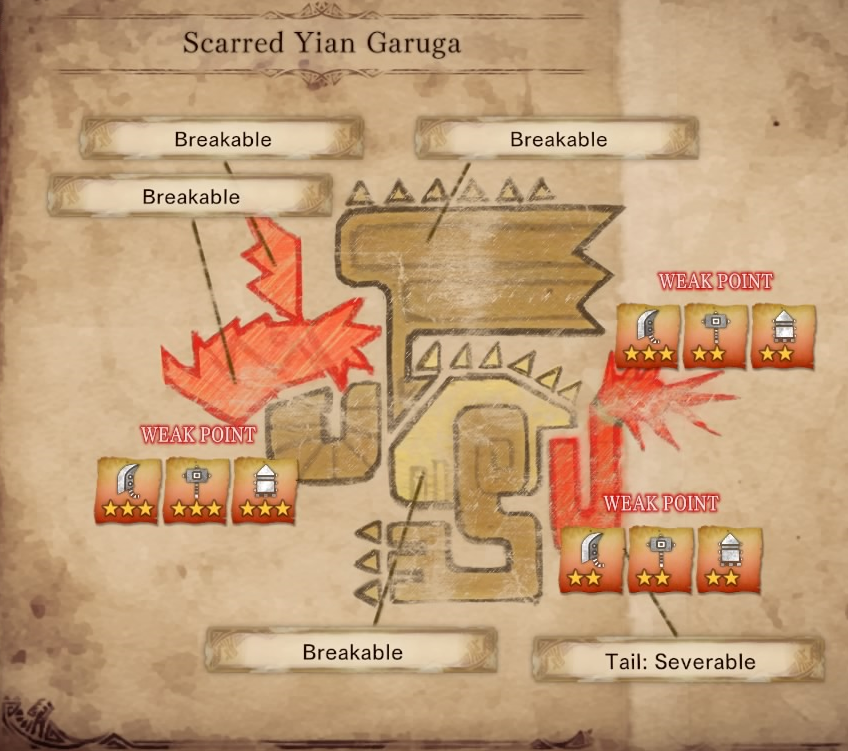 Scarred Yian Garuga
Breakable
Breakable
Breakable
WEAK POINT
WEAK POINT
WEAK POINT
Breakable
Tail: Severable